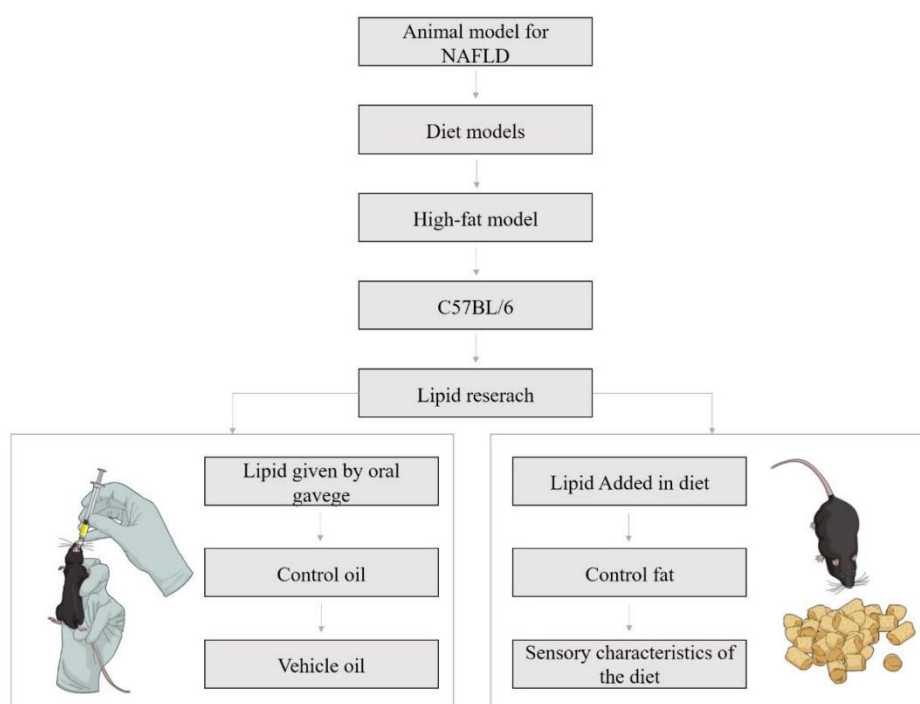 Animal model for
NAFLD
Diet models
High-fat model
C57BL/6
Lipid reserach
Lipid given by oral
gavege
Control oil
Vehicle oil
Lipid Added in diet
Control fat
Sensory characteristics of
the diet